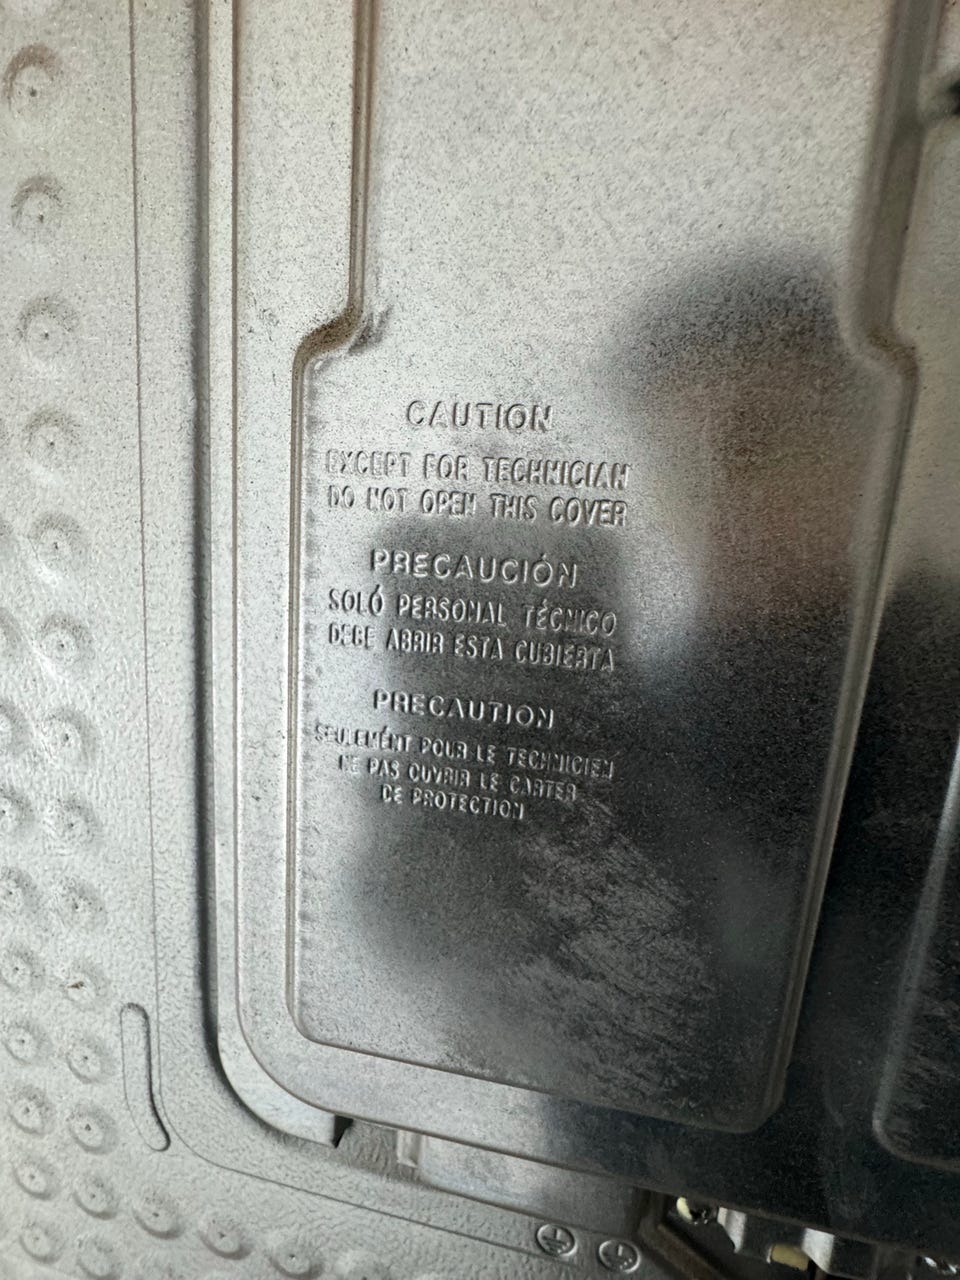 CAUTION
EXCEPT FOR TECHNICIAN
DO NOT OPEN THIS COVER
PRECAUCIÓN
SOLÓ PERSONAL TÉCNICO
DEBE ABRIR ESTA CUBIERTA
PRECAUTION
SEULEMÉNT POUR LE TECHNICIEN
NE PAS OUVRIR LE CARTER
DE PROTECTION